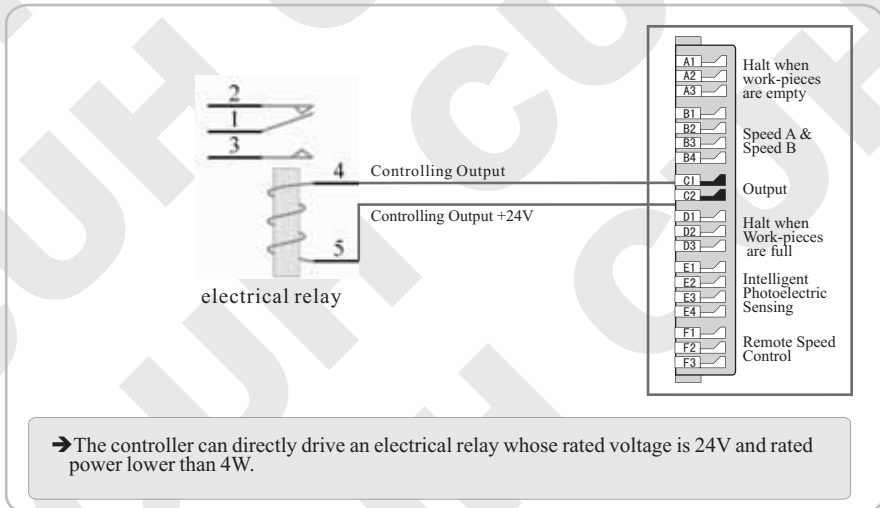 2
1
3
4
5
electrical relay
Controlling Output
Controlling Output +24V
A1
A2
A3
Halt when
work-pieces
are empty
B1
B2
B3
B4
Speed A &
Speed B
C1
C2
Output
D1
D2
D3
Halt when
Work-pieces
are full
E1
E2
E3
E4
Intelligent
Photoelectric
Sensing
F1
F2
F3
Remote Speed
Control
➔The controller can directly drive an electrical relay whose rated voltage is 24V and rated
power lower than 4W.
CUH
CUH
CUH